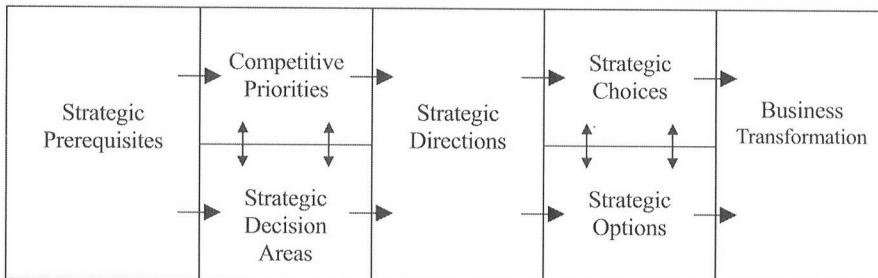 Strategic
Prerequisites
Competitive
Priorities
Strategic
Decision
Areas
Strategic
Directions
Strategic
Choices
Strategic
Options
Business
Transformation